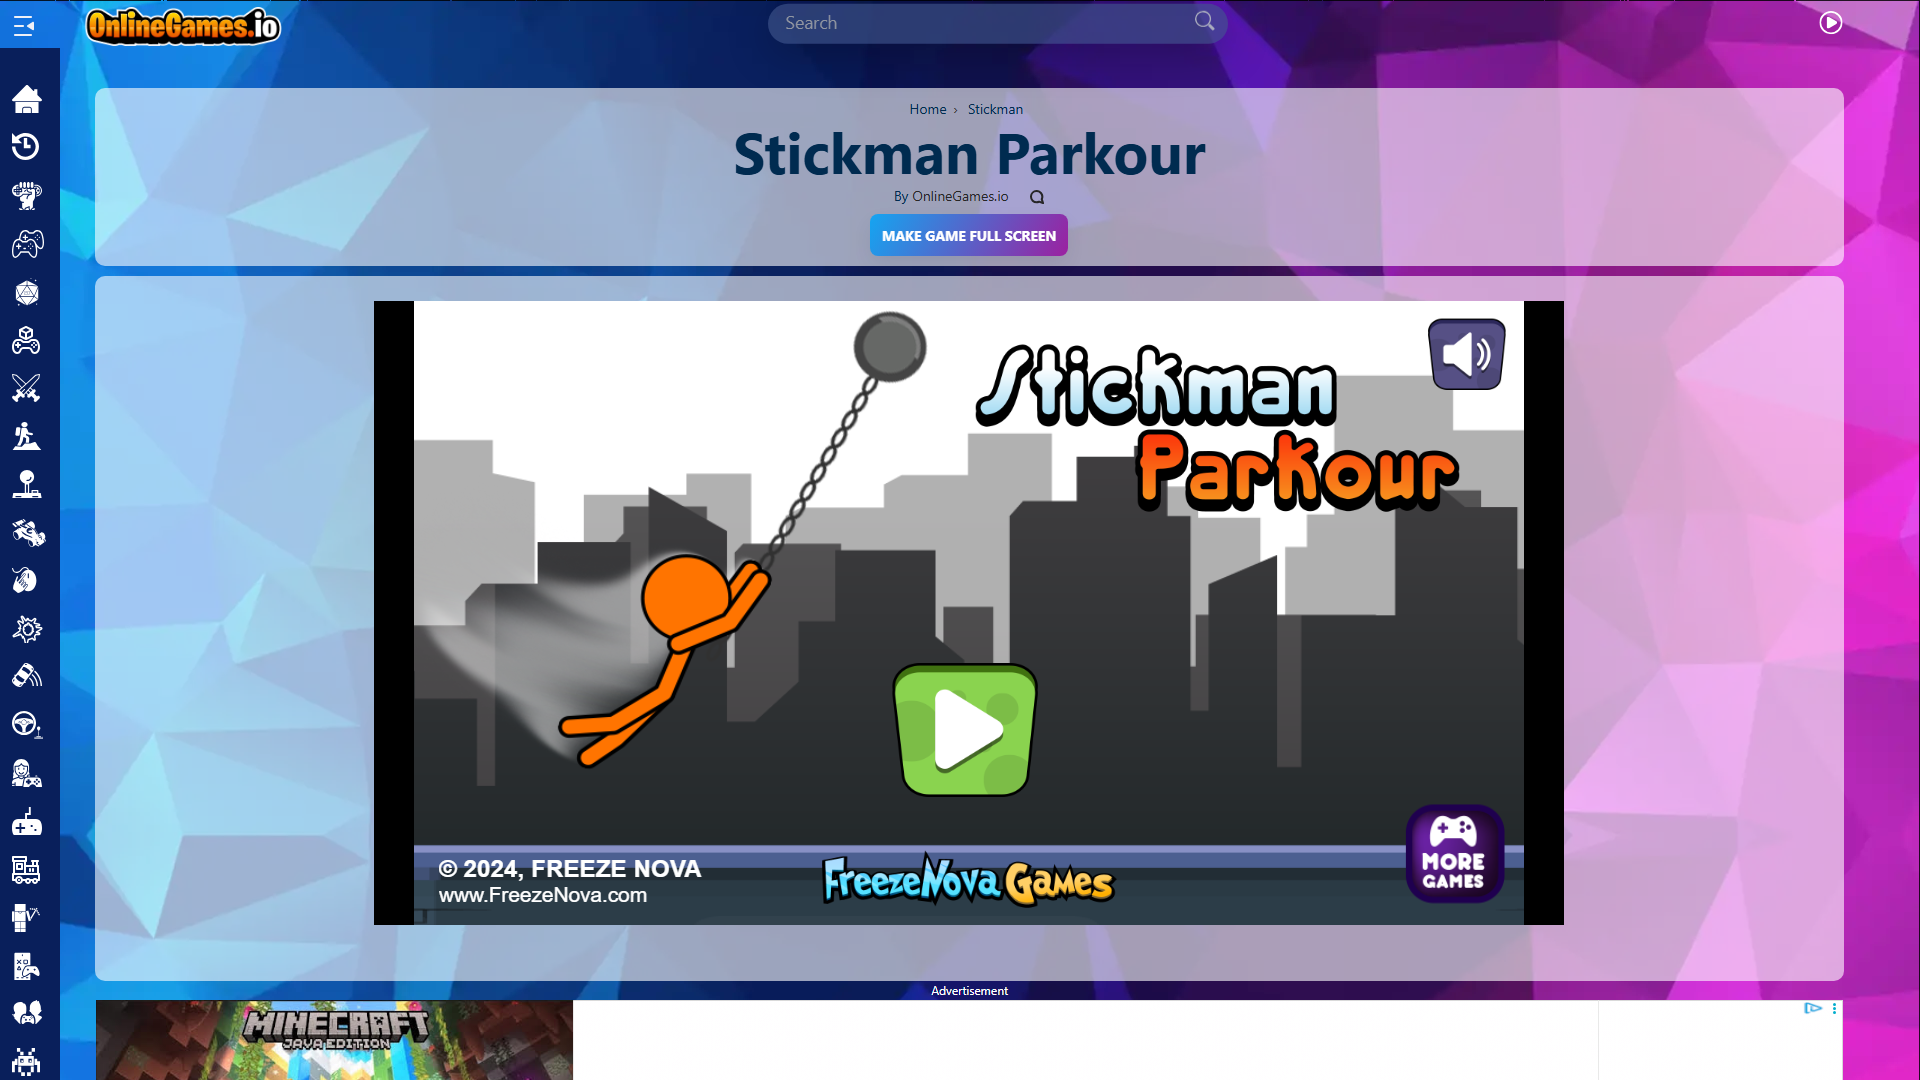 OnlineGames.io
Search
Home › Stickman
Stickman Parkour
By OnlineGames.io
MAKE GAME FULL SCREEN
Stickman
Parkour
© 2024, FREEZE NOVA
www.FreezeNova.com
FreezeNova Games
MORE
GAMES
Advertisement
MINECRAFT
JAVA EDITION